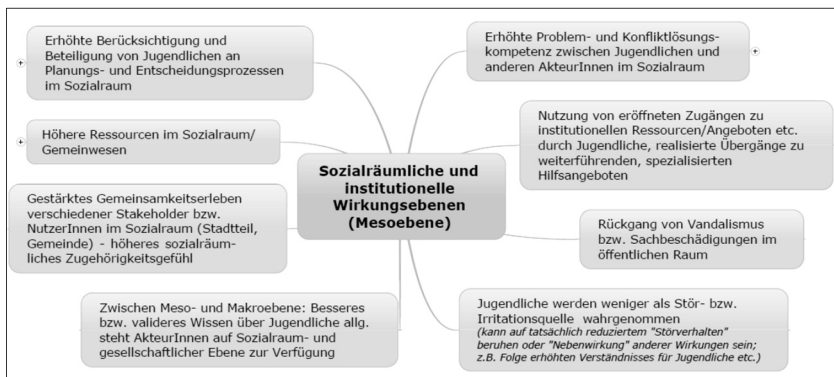 Erhöhte Berücksichtigung und
Beteiligung von Jugendlichen an
Planungs- und Entscheidungsprozessen
im Sozialraum
Höhere Ressourcen im Sozialraum/
Gemeinwesen
Gestärktes Gemeinsamkeitserleben
verschiedener Stakeholder bzw.
NutzerInnen im Sozialraum (Stadtteil,
Gemeinde) - höheres sozialräum-
liches Zugehörigkeitsgefühl
Zwischen Meso- und Makroebene: Besseres
bzw. valideres Wissen über Jugendliche allg.
steht AkteurInnen auf Sozialraum- und
gesellschaftlicher Ebene zur Verfügung
Sozialräumliche und
institutionelle
Wirkungsebenen
(Mesoebene)
Erhöhte Problem- und Konfliktlösungs-
kompetenz zwischen Jugendlichen und
anderen AkteurInnen im Sozialraum
Nutzung von eröffneten Zugängen zu
institutionellen Ressourcen/Angeboten etc.
durch Jugendliche, realisierte Übergänge zu
weiterführenden, spezialisierten
Hilfsangeboten
Rückgang von Vandalismus
bzw. Sachbeschädigungen im
öffentlichen Raum
Jugendliche werden weniger als Stör- bzw.
Irritationsquelle wahrgenommen
(kann auf tatsächlich reduziertem "Störverhalten"
beruhen oder "Nebenwirkung" anderer Wirkungen sein;
z.B. Folge erhöhten Verständnisses für Jugendliche etc.)